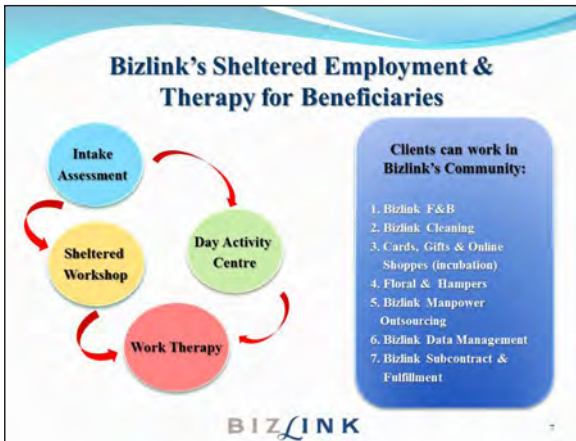 Bizlink's Sheltered Employment &
Therapy for Beneficiaries
Intake
Assessment
Sheltered
Workshop
Day Activity
Centre
Work Therapy
Clients can work in
Bizlink's Community:
1. Bizlink F&B
2. Bizlink Cleaning
3. Cards, Gifts & Online
Shoppes (incubation)
4. Floral & Hampers
5. Bizlink Manpower
Outsourcing
6. Bizlink Data Management
7. Bizlink Subcontract &
Fulfillment
BIZLINK
7